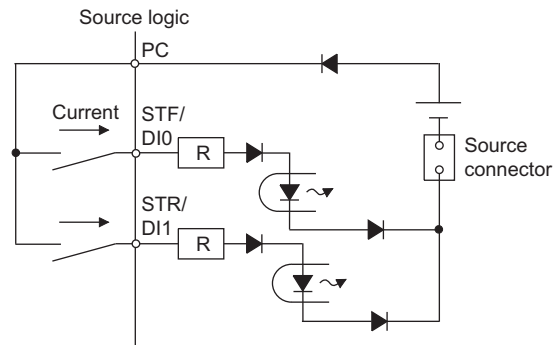 Source logic
PC
Current
STF/
DI0
R
Source
connector
STR/
DI1
R